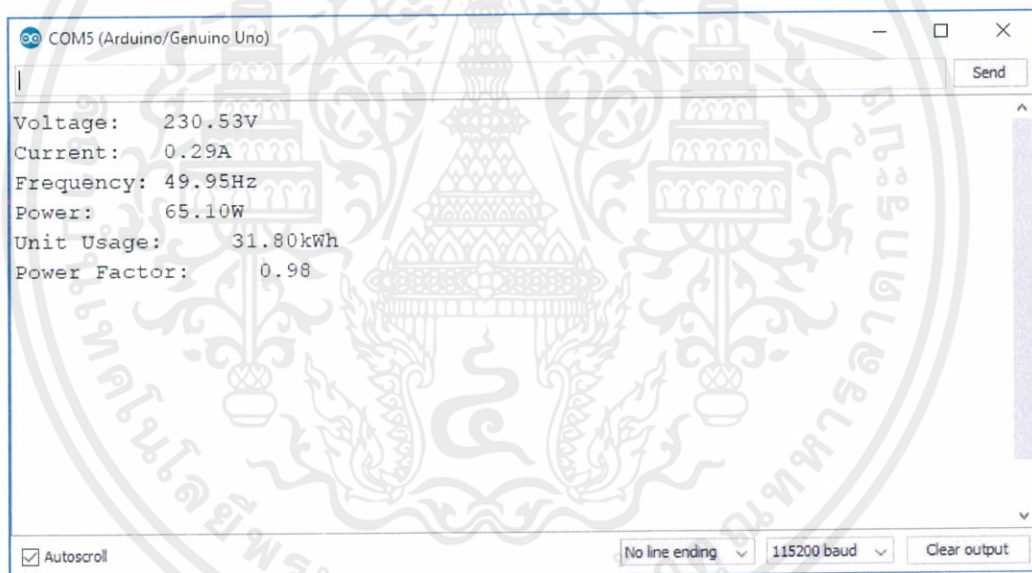 COM5 (Arduino/Genuino Uno)
Send
Voltage: 230.53V
Current: 0.29A
Frequency: 49.95Hz
Power: 65.10W
Unit Usage: 31.80kWh
Power Factor: 0.98
Autoscroll
No line ending
115200 baud
Clear output